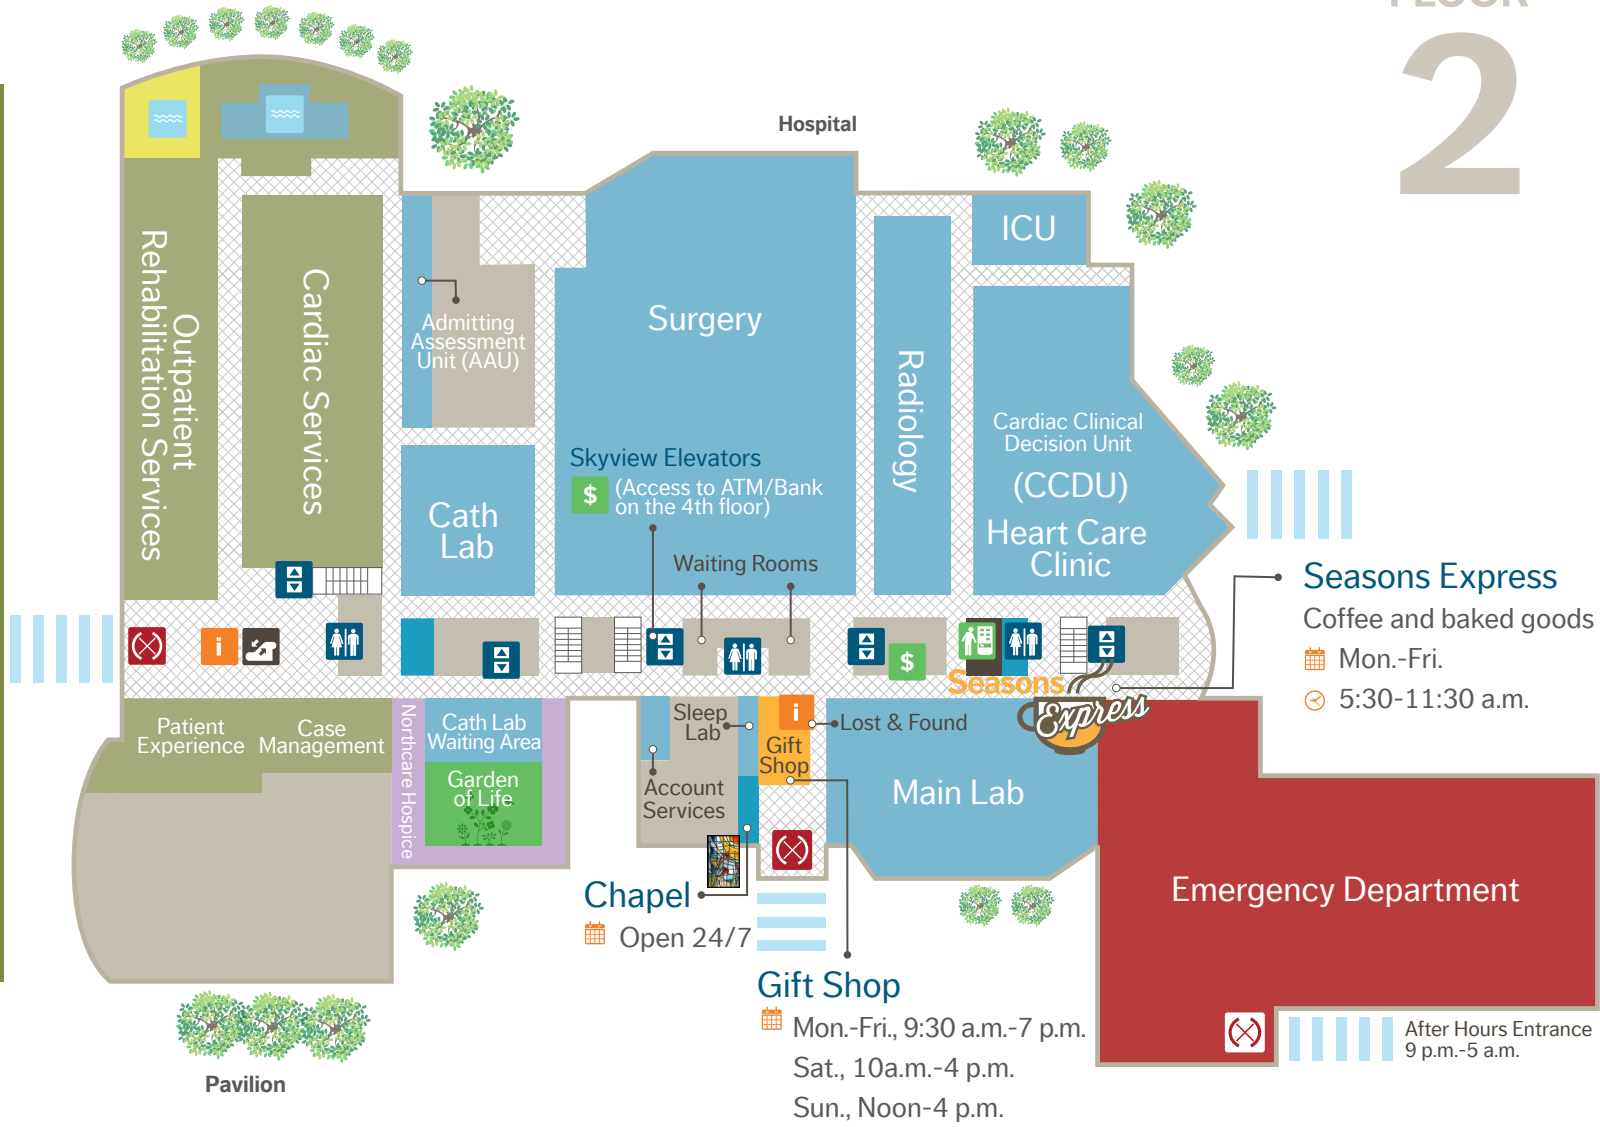 FLOOR
2
Hospital
ICU
Outpatient
Rehabilitation Services
Cardiac Services
Admitting
Assessment
Unit (AAU)
Surgery
Radiology
Cardiac Clinical
Decision Unit
(CCDU)
Heart Care
Clinic
Cath
Lab
Skyview Elevators
$ (Access to ATM/Bank
on the 4th floor)
Waiting Rooms
Seasons Express
Coffee and baked goods
Mon.-Fri.
5:30-11:30 a.m.
i
$
Seasons
Express
Patient
Experience
Case
Management
Northcare Hospice
Cath Lab
Waiting Area
Garden
of Life
Sleep
Lab
Account
Services
i
Lost & Found
Gift
Shop
Main Lab
Emergency Department
Chapel
Open 24/7
Gift Shop
Mon.-Fri., 9:30 a.m.-7 p.m.
Sat., 10a.m.-4 p.m.
Sun., Noon-4 p.m.
After Hours Entrance
9 p.m.-5 a.m.
Pavilion